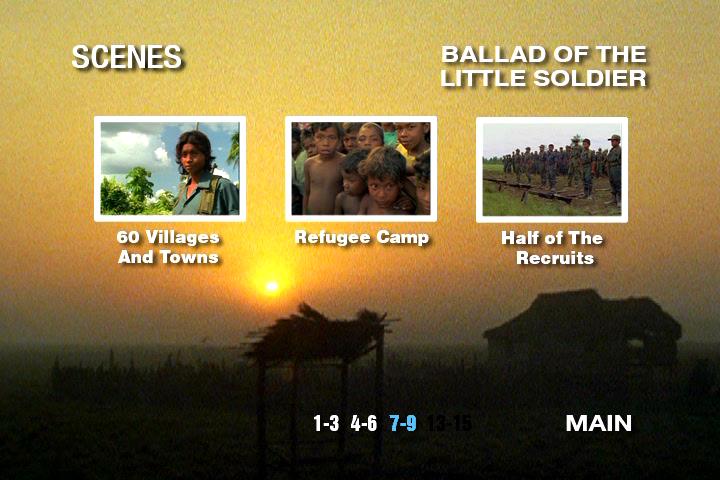 SCENES
BALLAD OF THE
LITTLE SOLDIER
60 Villages
And Towns
Refugee Camp
Half of The
Recruits
1-3 4-6 7-9 13-15
MAIN